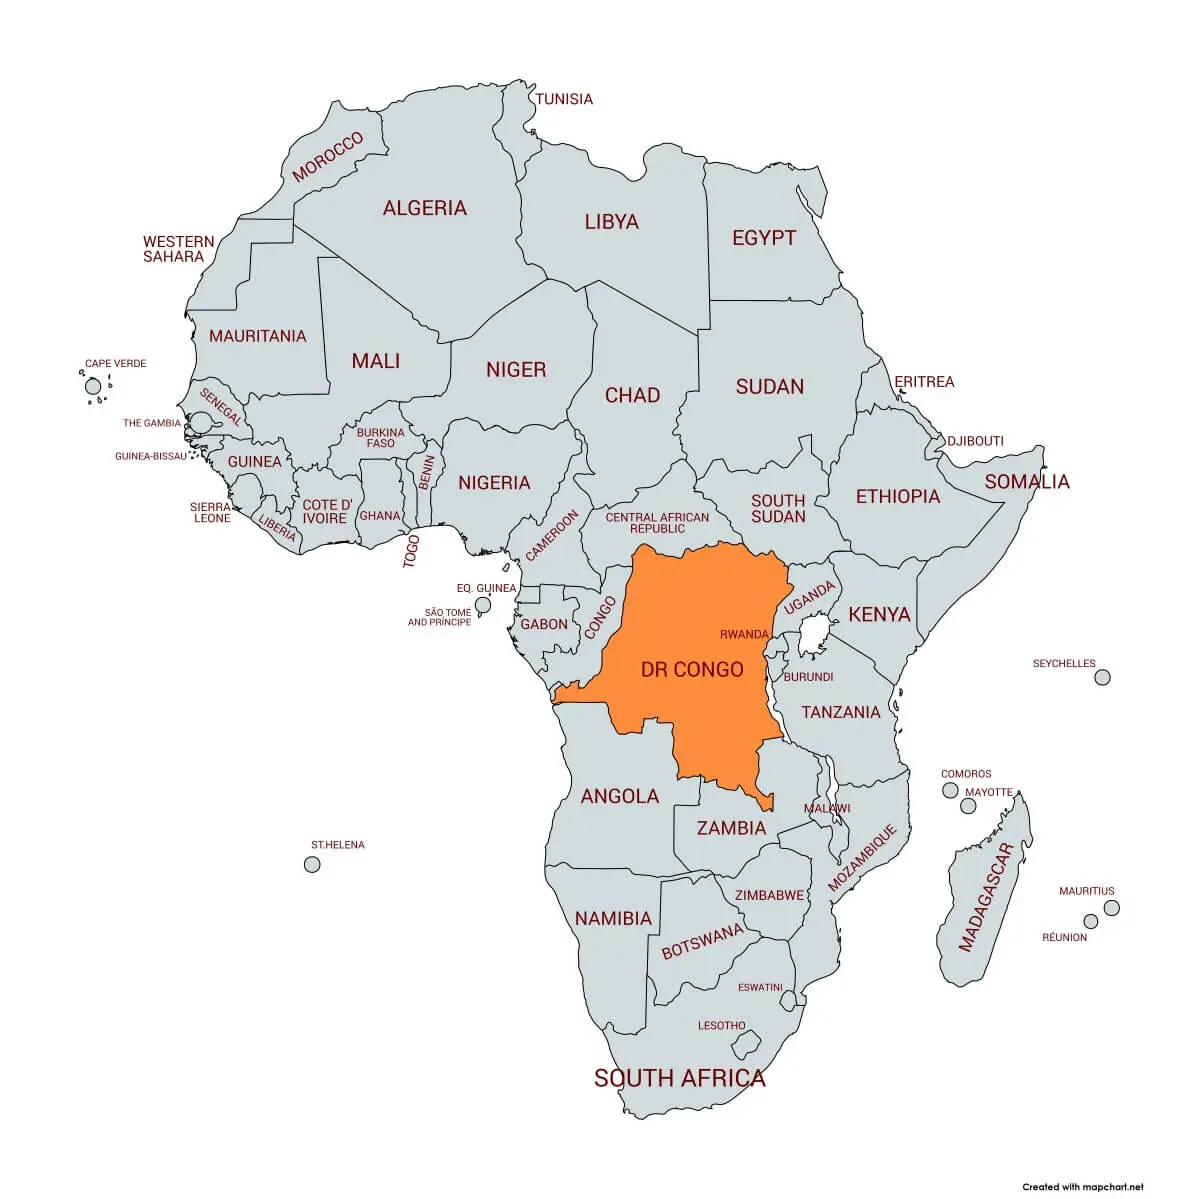 TUNISIA
MOROCCO
ALGERIA
LIBYA
EGYPT
WESTERN
SAHARA
MAURITANIA
MALI
NIGER
CHAD
SUDAN
ERITREA
CAPE VERDE
SENEGAL
THE GAMBIA
GUINEA-BISSAU
GUINEA
BURKINA
FASO
BENIN
NIGERIA
DJIBOUTI
SOMALIA
ETHIOPIA
SOUTH
SUDAN
SIERRA
LEONE
LIBERIA
COTE D'
IVOIRE
GHANA
TOGO
CAMEROON
CENTRAL AFRICAN
REPUBLIC
EQ. GUINEA
SÃO TOMÉ
AND PRÍNCIPE
GABON
CONGO
UGANDA
KENYA
RWANDA
DR CONGO
BURUNDI
TANZANIA
SEYCHELLES
COMOROS
MAYOTTE
ANGOLA
ZAMBIA
MALAWI
MOZAMBIQUE
ST.HELENA
MADAGASCAR
MAURITIUS
RÉUNION
NAMIBIA
ZIMBABWE
BOTSWANA
ESWATINI
LESOTHO
SOUTH AFRICA
Created with mapchart.net